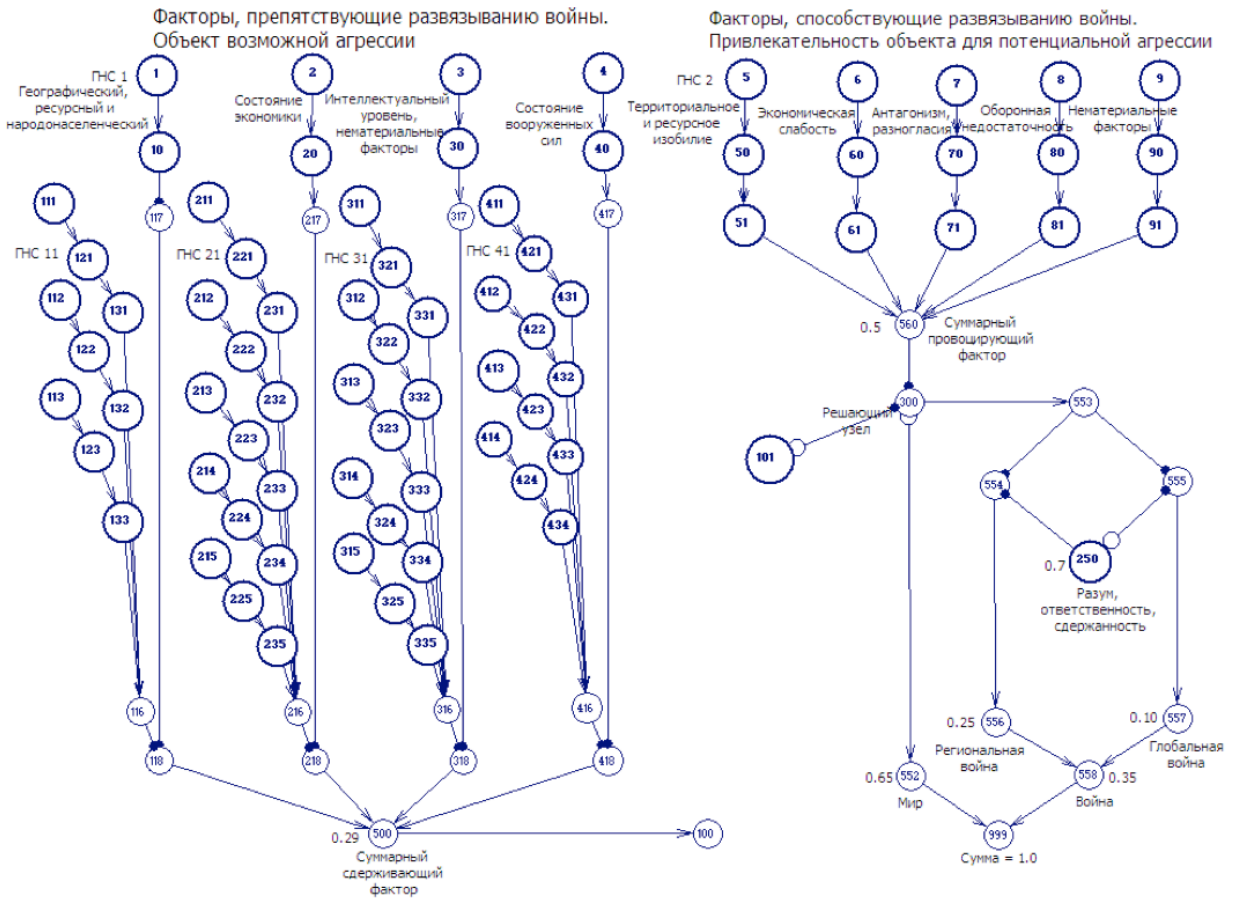 Факторы, препятствующие развязыванию войны.
Объект возможной агрессии
ГНС 1
Географический,
ресурсный и
народонаселенческий
Состояние
экономики
Интеллектуальный
уровень,
нематериальные
факторы
Состояние
вооруженных
сил
1
2
3
4
10
20
30
40
117
217
317
417
ГНС 11
111
121
131
112
122
132
113
123
133
ГНС 21
211
221
231
212
222
232
213
223
233
214
224
234
215
225
235
ГНС 31
311
321
331
312
322
332
313
323
333
314
324
334
315
325
335
ГНС 41
411
421
431
412
422
432
413
423
433
414
424
434
116
216
316
416
118
218
318
418
0.29
500
100
Суммарный
сдерживающий
фактор
Факторы, способствующие развязыванию войны.
Привлекательность объекта для потенциальной агрессии
ГНС 2
5
6
7
8
9
Территориальное
и ресурсное
изобилие
Экономическая
слабость
Антагонизм,
разногласия
Оборонная
недостаточность
Нематериальные
факторы
50
60
70
80
90
51
61
71
81
91
0.5
560
Суммарный
провоцирующий
фактор
Решающий
узел
300
553
101
554
555
0.7
250
Разум,
ответственность,
сдержанность
0.25
556
Региональная
война
0.10
557
Глобальная
война
0.65
552
Мир
558
0.35
Война
999
Сумма = 1.0